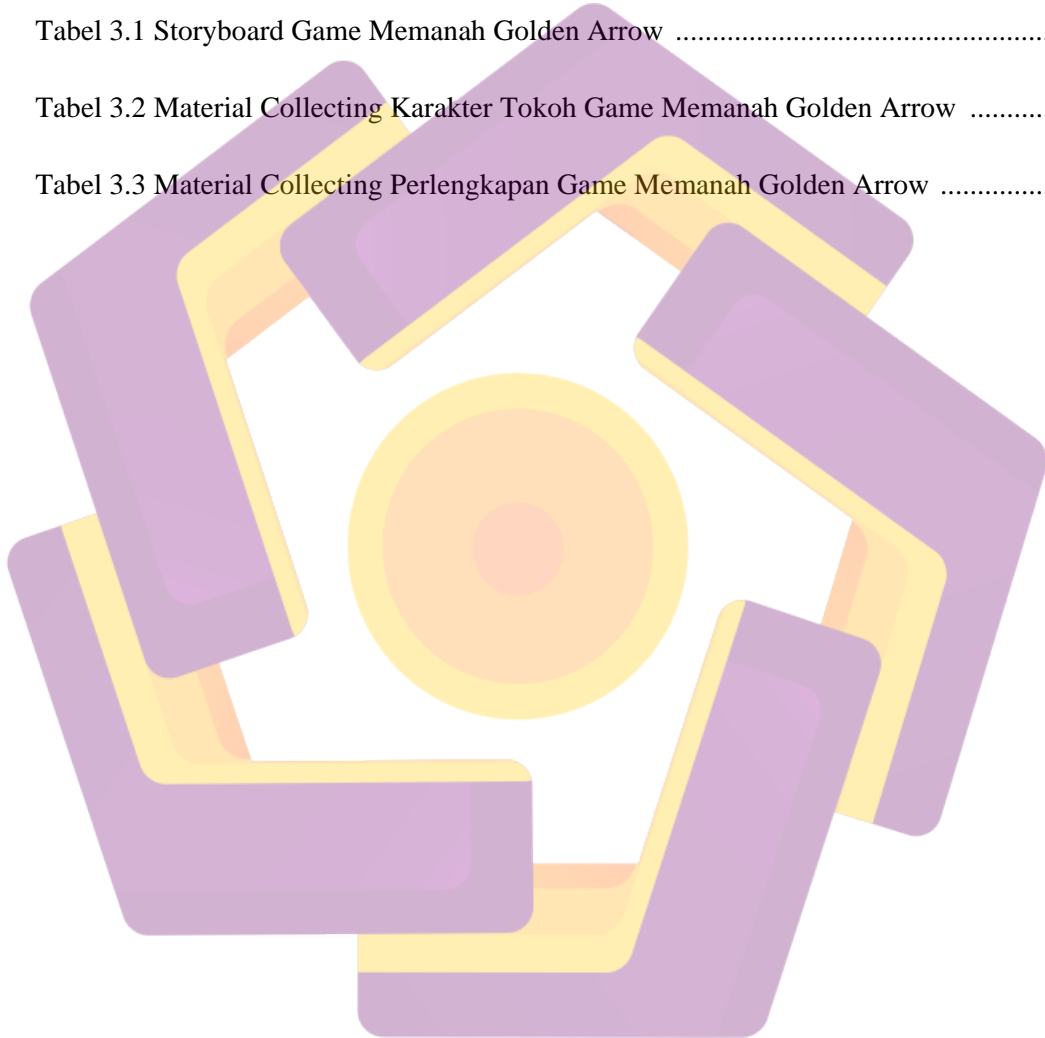 Tabel 3.1 Storyboard Game Memanah Golden Arrow ..........................................
Tabel 3.2 Material Collecting Karakter Tokoh Game Memanah Golden Arrow ..........
Tabel 3.3 Material Collecting Perlengkapan Game Memanah Golden Arrow ..............